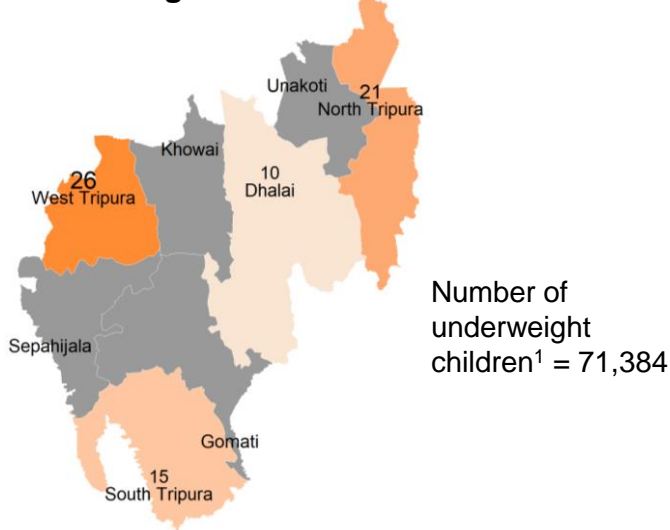 Unakoti
21
North Tripura
Khowai
10
Dhalai
26
West Tripura
Number of
underweight
children¹ = 71,384
Sepahijala
Gomati
15
South Tripura